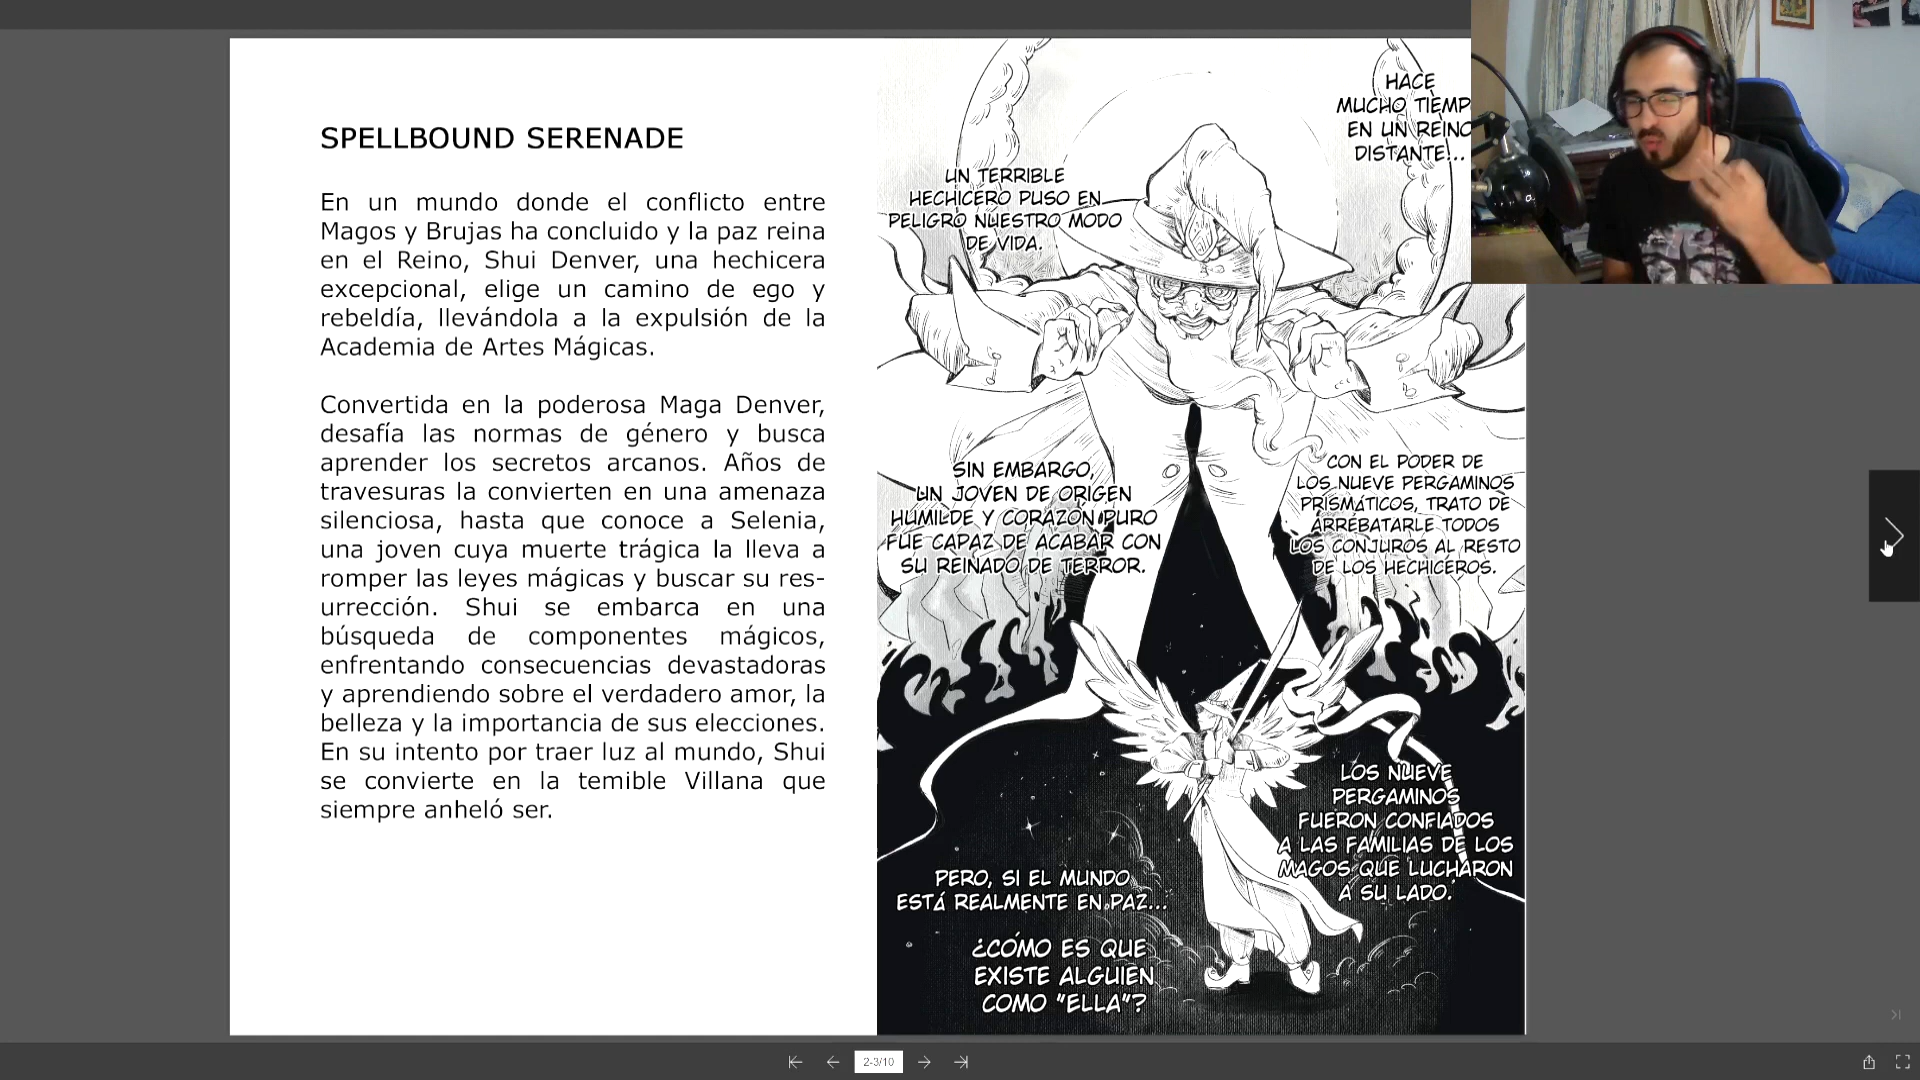 SPELLBOUND SERENADE
En un mundo donde el conflicto entre
Magos y Brujas ha concluido y la paz reina
en el Reino, Shui Denver, una hechicera
excepcional, elige un camino de ego y
rebeldía, llevándola a la expulsión de la
Academia de Artes Mágicas.
Convertida en la poderosa Maga Denver,
desafía las normas de género y busca
aprender los secretos arcanos. Años de
travesuras la convierten en una amenaza
silenciosa, hasta que conoce a Selenia,
una joven cuya muerte trágica la lleva a
romper las leyes mágicas y buscar su res-
urrección. Shui se embarca en una
búsqueda de componentes mágicos,
enfrentando consecuencias devastadoras
y aprendiendo sobre el verdadero amor, la
belleza y la importancia de sus elecciones.
En su intento por traer luz al mundo, Shui
se convierte en la temible Villana que
siempre anheló ser.
HACE
MUCHO TIEMP
EN UN REINO
DISTANTE...
UN TERRIBLE
HECHICERO PUSO EN
PELIGRO NUESTRO MODO
DE VIDA.
CON EL PODER DE
LOS NUEVE PERGAMINOS
PRISMÁTICOS, TRATO DE
ARREBATARLE TODOS
LOS CONJUROS AL RESTO
DE LOS HECHICEROS.
SIN EMBARGO,
UN JOVEN DE ORIGEN
HUMILDE Y CORAZÓN PURO
FUE CAPAZ DE ACABAR CON
SU REINADO DE TERROR.
LOS NUEVE
PERGAMINOS
FUERON CONFIADOS
A LAS FAMILIAS DE LOS
MAGOS QUE LUCHARON
A SU LADO.
PERO, SI EL MUNDO
ESTÁ REALMENTE EN PAZ...
¿CÓMO ES QUE
EXISTE ALGUIEN
COMO "ELLA"?
2-3/10